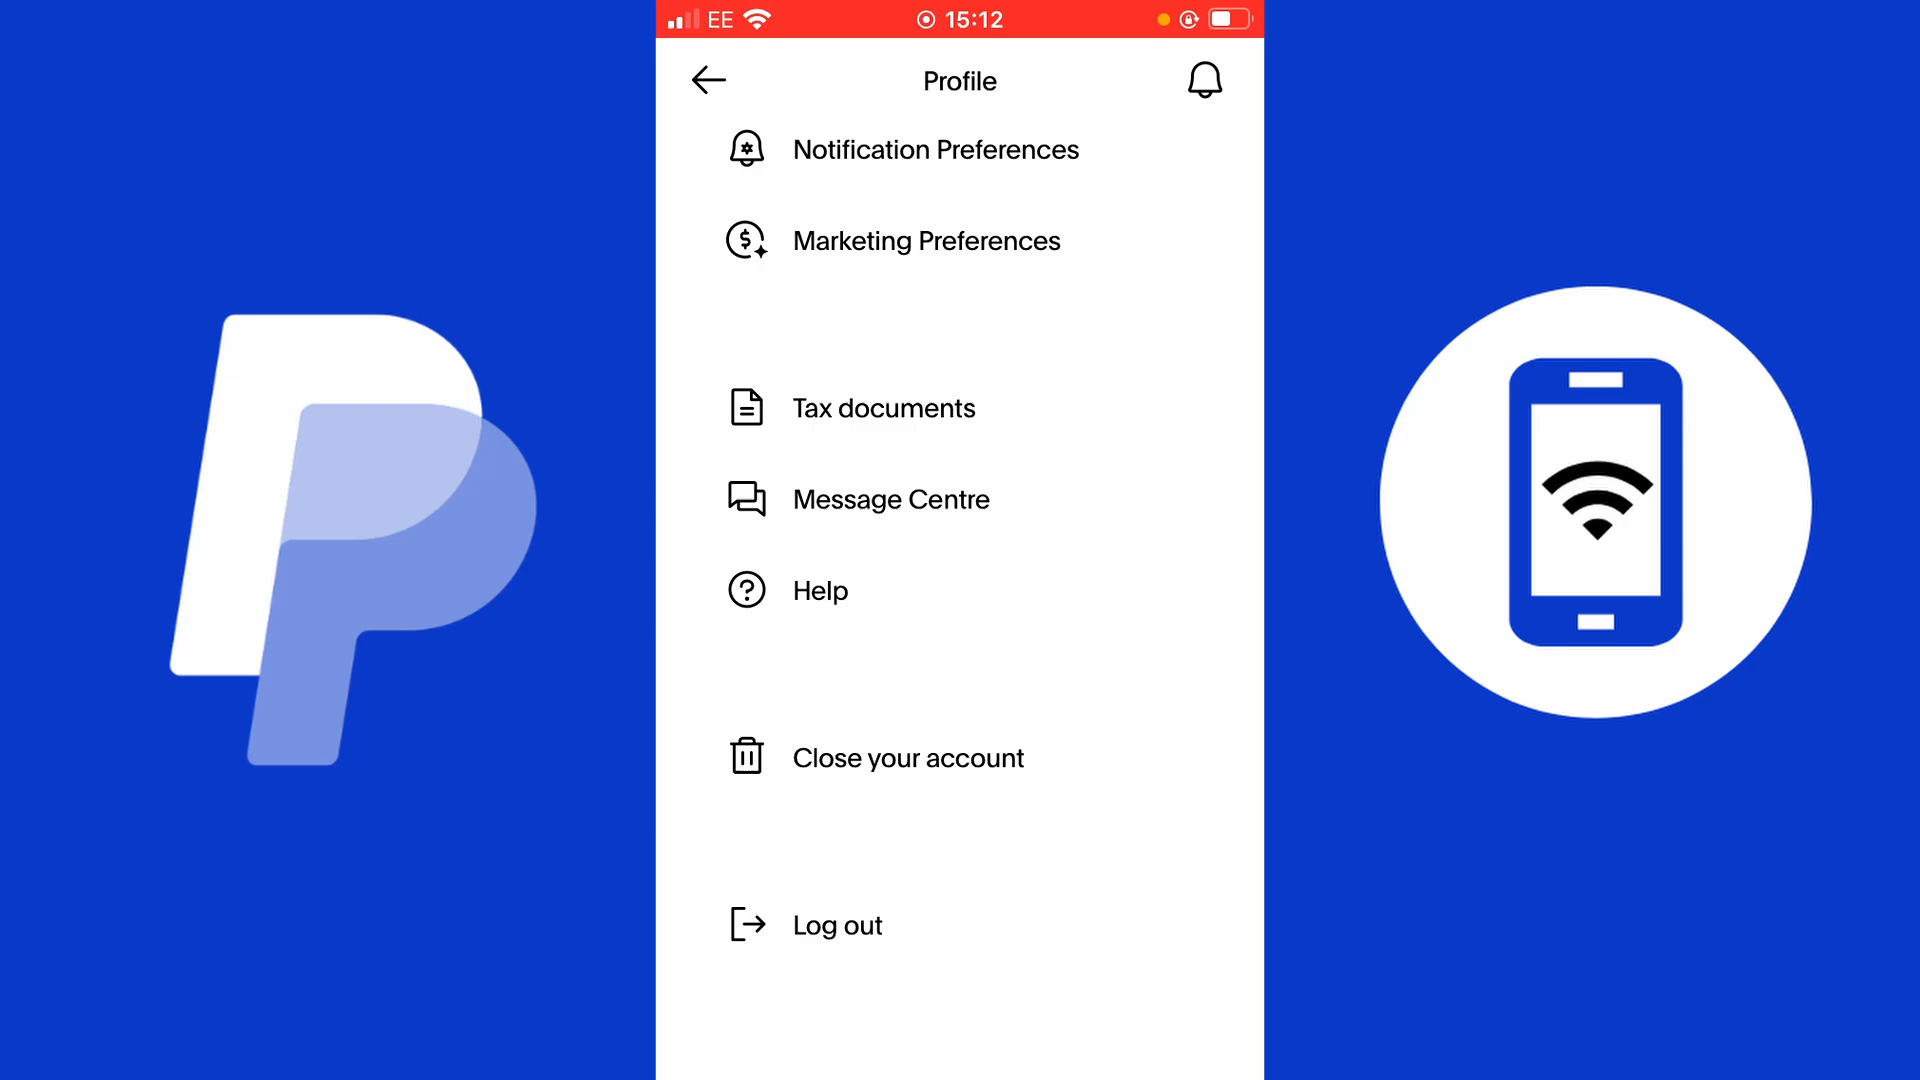 EE 15:12
Profile
Notification Preferences
Marketing Preferences
Tax documents
Message Centre
Help
Close your account
Log out